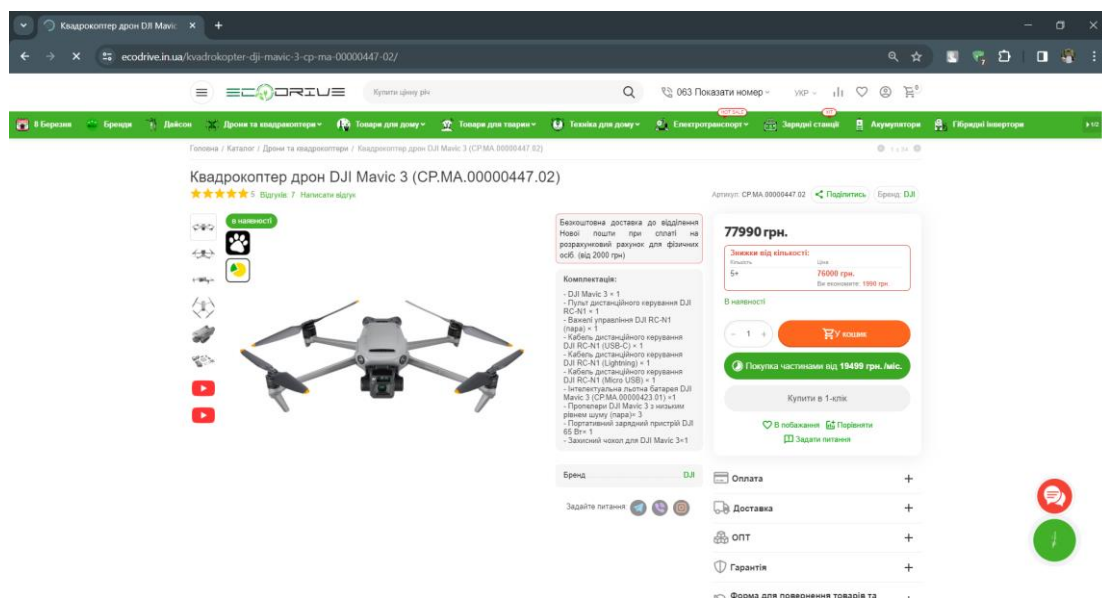 Квадрокоптер дрон DJI Mavic
ecodrive.in.ua/kvadrokopter-dji-mavic-3-cp-ma-00000447-02/
ECODRIVE
Купити цінну річ
063 Показати номер
УКР
0
8 Березня
Бренди
Дайсон
Дрони та квадрокоптери
Товари для дому
Товари для тварин
Техніка для дому
Електротранспорт
HOT SALE
Зарядні станції
ХІТ
Акумулятори
Гібридні інвертори
1/2
Головна / Каталог / Дрони та квадрокоптери / Квадрокоптер дрон DJI Mavic 3 (CP.MA.00000447.02)
Квадрокоптер дрон DJI Mavic 3 (CP.MA.00000447.02)
5 Відгуків: 7 Написати відгук
Артикул: CP.MA.00000447.02
Поділитись
Бренд: DJI
в наявності
Безкоштовна доставка до відділення
Нової пошти при сплаті на
розрахунковий рахунок для фізичних
осіб. (від 2000 грн)
Комплектація:
- DJI Mavic 3 × 1
- Пульт дистанційного керування DJI
RC-N1 × 1
- Важелі управління DJI RC-N1
(пара) × 1
- Кабель дистанційного керування
DJI RC-N1 (USB-C) × 1
- Кабель дистанційного керування
DJI RC-N1 (Lightning) × 1
- Кабель дистанційного керування
DJI RC-N1 (Micro USB) × 1
- Інтелектуальна льотна батарея DJI
Mavic 3 (CP.MA.00000423.01) ×1
- Пропелери DJI Mavic 3 з низьким
рівнем шуму (пара)× 3
- Портативний зарядний пристрій DJI
65 Вт× 1
- Захисний чохол для DJI Mavic 3×1
Бренд
DJI
Задайте питання:
77990 грн.
Знижки від кількості:
Кількість
Ціна
5+
76000 грн.
Ви економите: 1990 грн.
В наявності
- 1 +
У кошик
Покупка частинами від 19499 грн. /міс.
Купити в 1-клік
В побажання
Порівняти
Задати питання
Оплата
Доставка
ОПТ
Гарантія
Форма для повернення товарів та